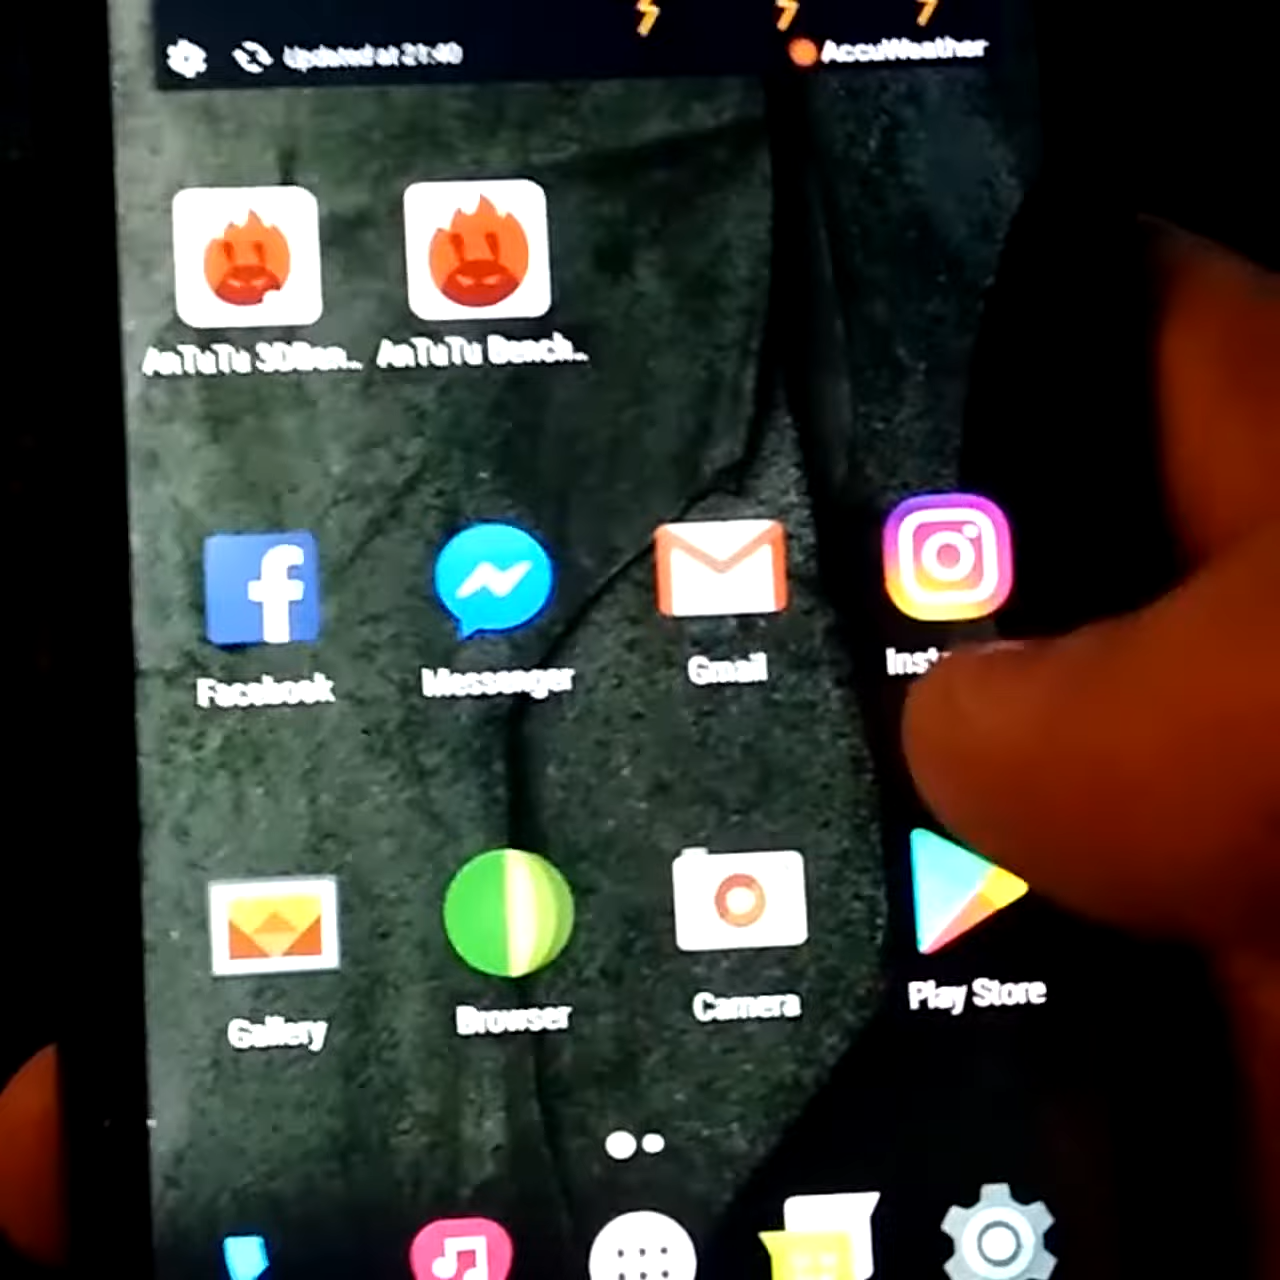 Updated at 21:40
AccuWeather
AnTuTu 3DBen..
AnTuTu Bench..
Facebook
Messenger
Gmail
Inst
Gallery
Browser
Camera
Play Store